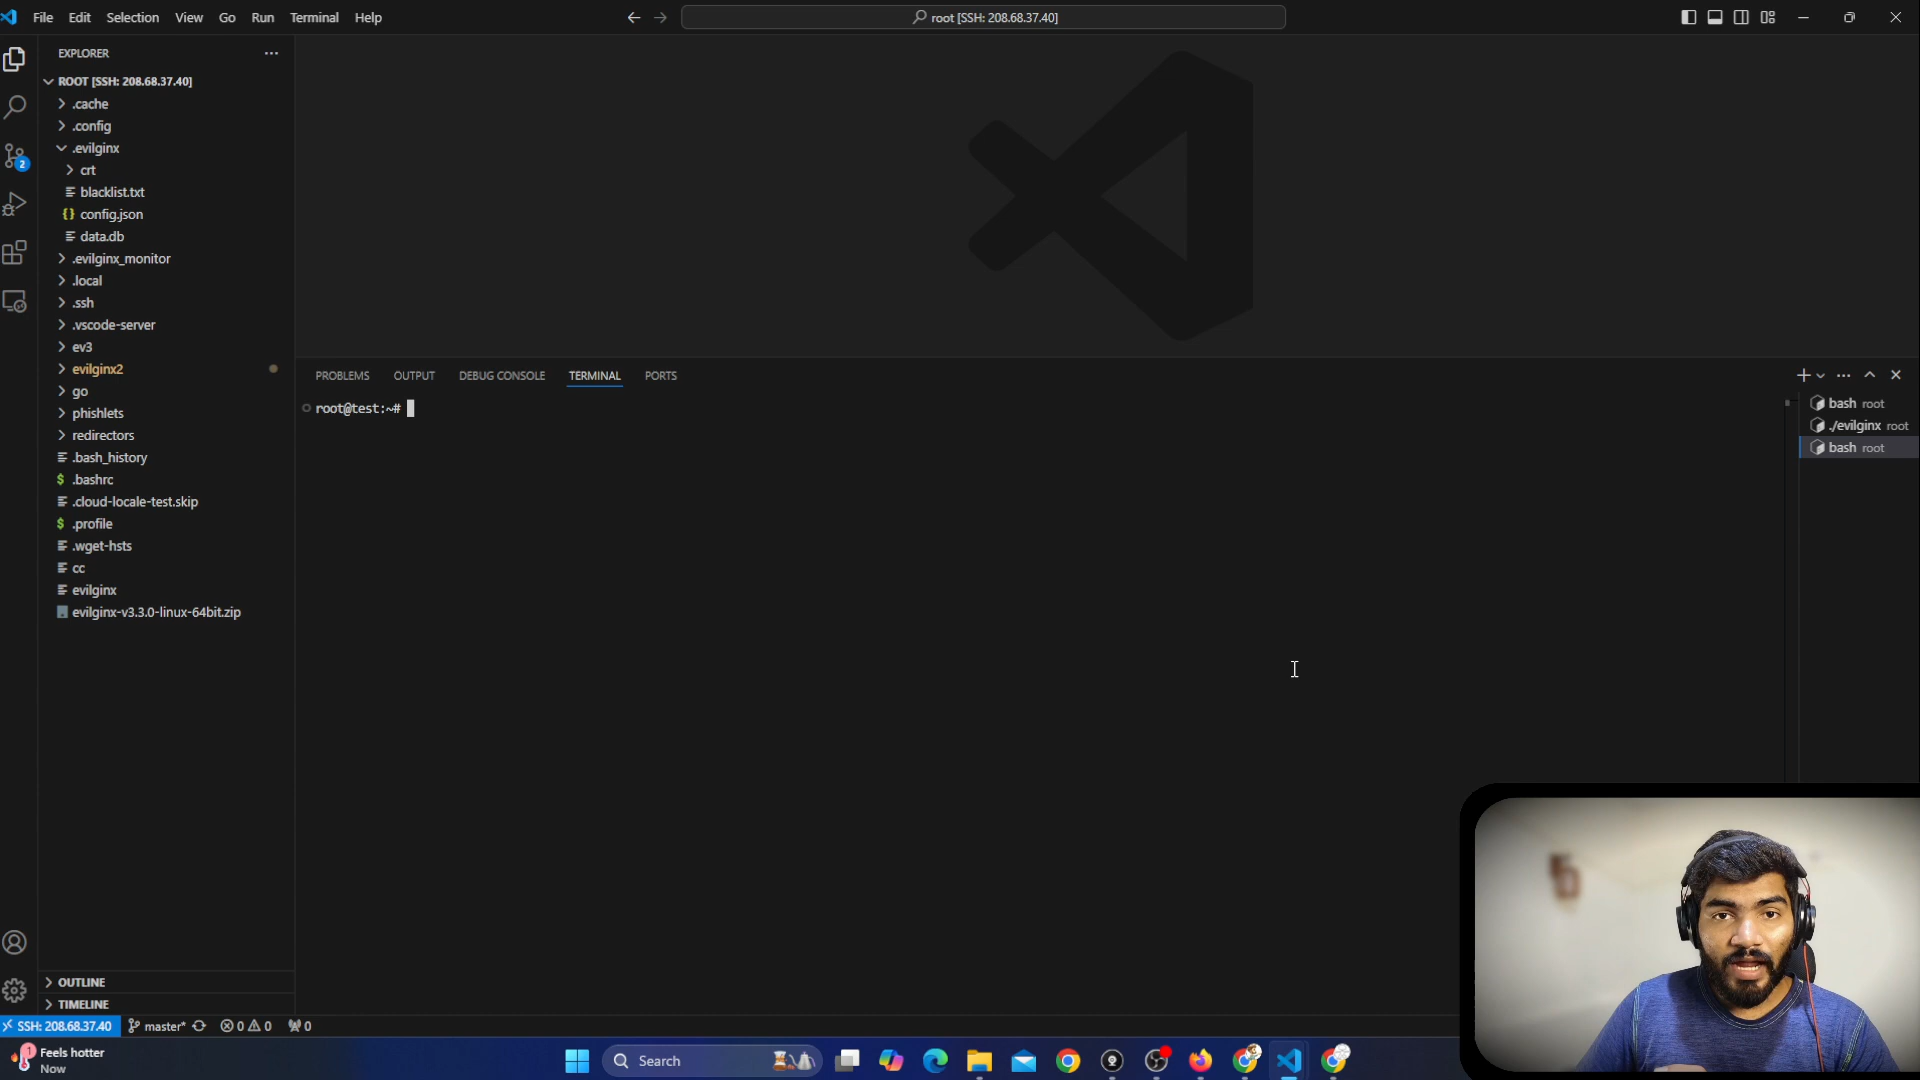 File Edit Selection View Go Run Terminal Help
root [SSH: 208.68.37.40]
EXPLORER
ROOT [SSH: 208.68.37.40]
.cache
.config
.evilginx
crt
blacklist.txt
config.json
data.db
.evilginx_monitor
.local
.ssh
.vscode-server
ev3
evilginx2
go
phishlets
redirectors
.bash_history
$ .bashrc
.cloud-locale-test.skip
$ .profile
.wget-hsts
cc
evilginx
evilginx-v3.3.0-linux-64bit.zip
OUTLINE
TIMELINE
2
PROBLEMS OUTPUT DEBUG CONSOLE TERMINAL PORTS
root@test:~#
bash root
./evilginx root
bash root
SSH: 208.68.37.40 master* 0 0 0
1
Feels hotter
Now
Search